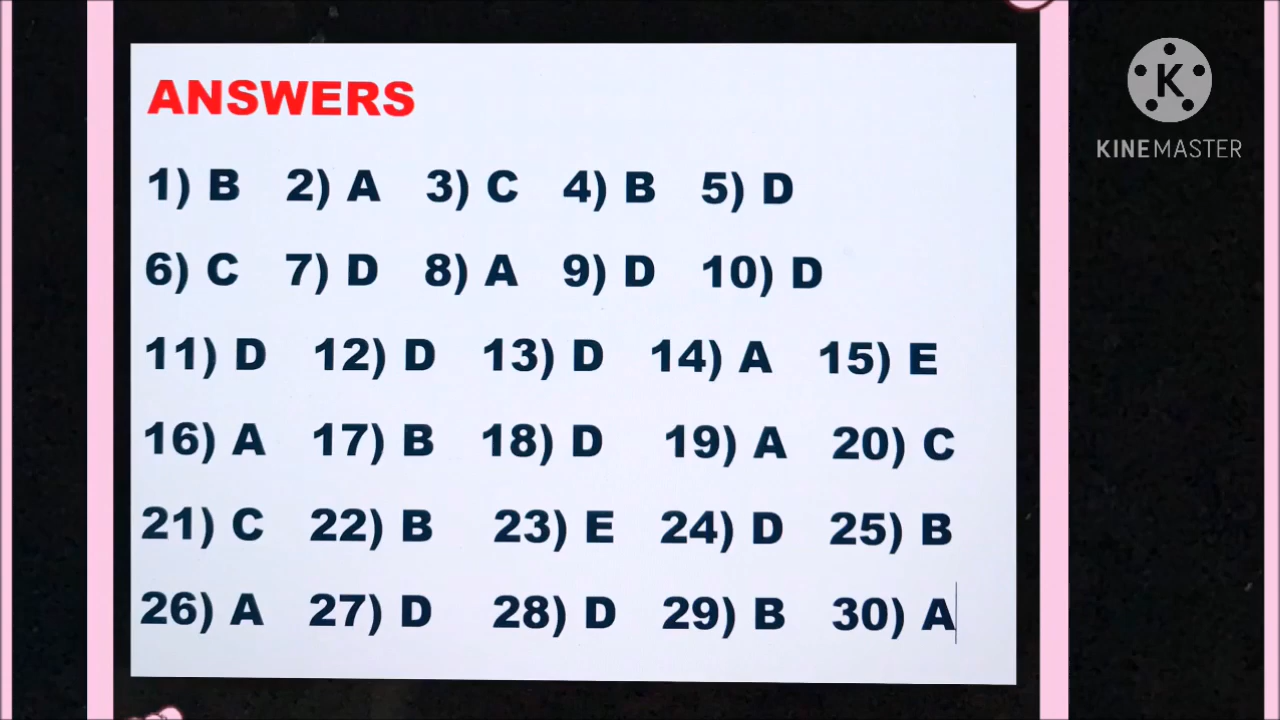 ANSWERS
1) B 2) A 3) C 4) B 5) D
6) C 7) D 8) A 9) D 10) D
11) D 12) D 13) D 14) A 15) E
16) A 17) B 18) D 19) A 20) C
21) C 22) B 23) E 24) D 25) B
26) A 27) D 28) D 29) B 30) A
K
KINEMASTER